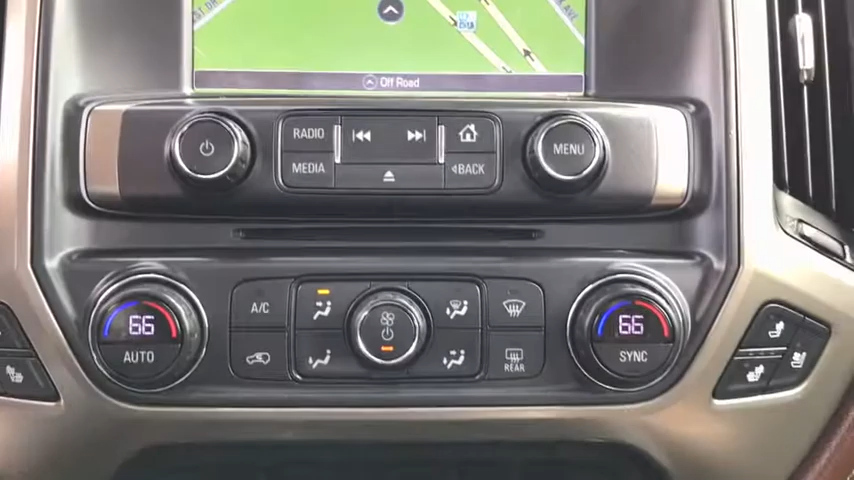 Off Road
RADIO
MEDIA
BACK
MENU
66
AUTO
A/C
REAR
66
SYNC